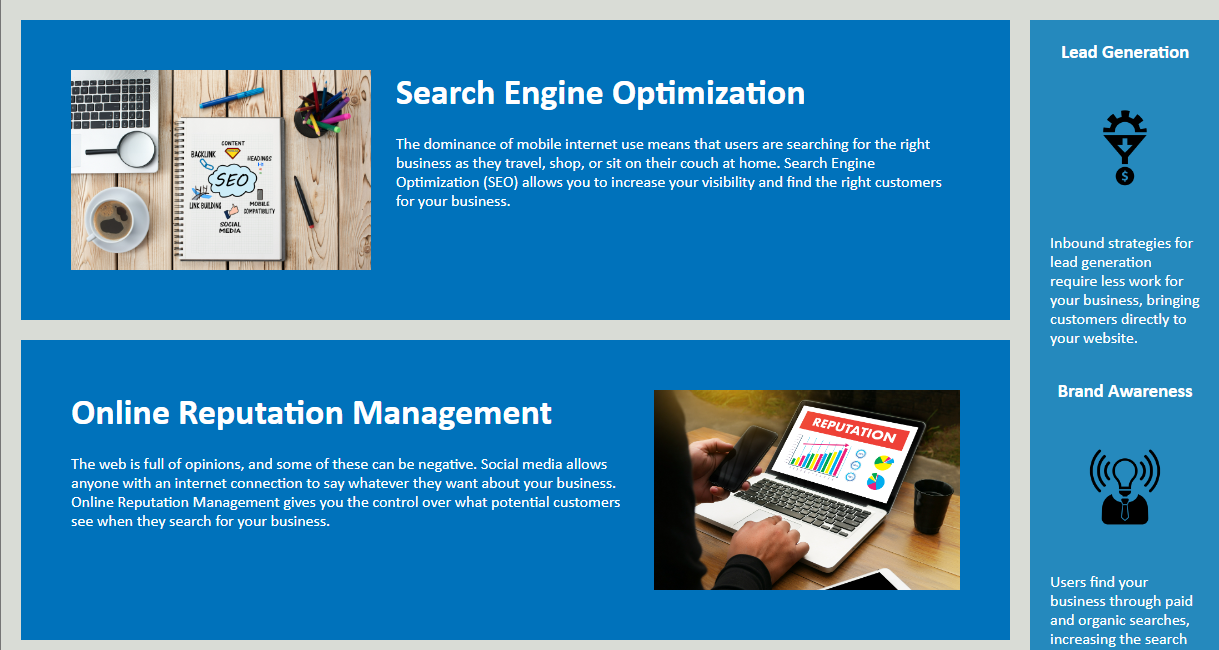 Search Engine Optimization
The dominance of mobile internet use means that users are searching for the right
business as they travel, shop, or sit on their couch at home. Search Engine
Optimization (SEO) allows you to increase your visibility and find the right customers
for your business.
CONTENT
BACKLINK
HEADINGS
SEO
LINK BUILDING
MOBILE
COMPATIBILITY
SOCIAL
MEDIA
Online Reputation Management
The web is full of opinions, and some of these can be negative. Social media allows
anyone with an internet connection to say whatever they want about your business.
Online Reputation Management gives you the control over what potential customers
see when they search for your business.
REPUTATION
Lead Generation
$
Inbound strategies for
lead generation
require less work for
your business, bringing
customers directly to
your website.
Brand Awareness
Users find your
business through paid
and organic searches,
increasing the search